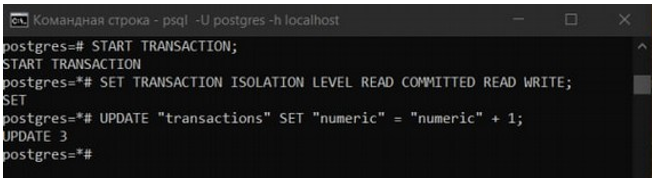 Командная строка - psql -U postgres -h localhost
postgres=# START TRANSACTION;
START TRANSACTION
postgres=*# SET TRANSACTION ISOLATION LEVEL READ COMMITTED READ WRITE;
SET
postgres=*# UPDATE "transactions" SET "numeric" = "numeric" + 1;
UPDATE 3
postgres=*#